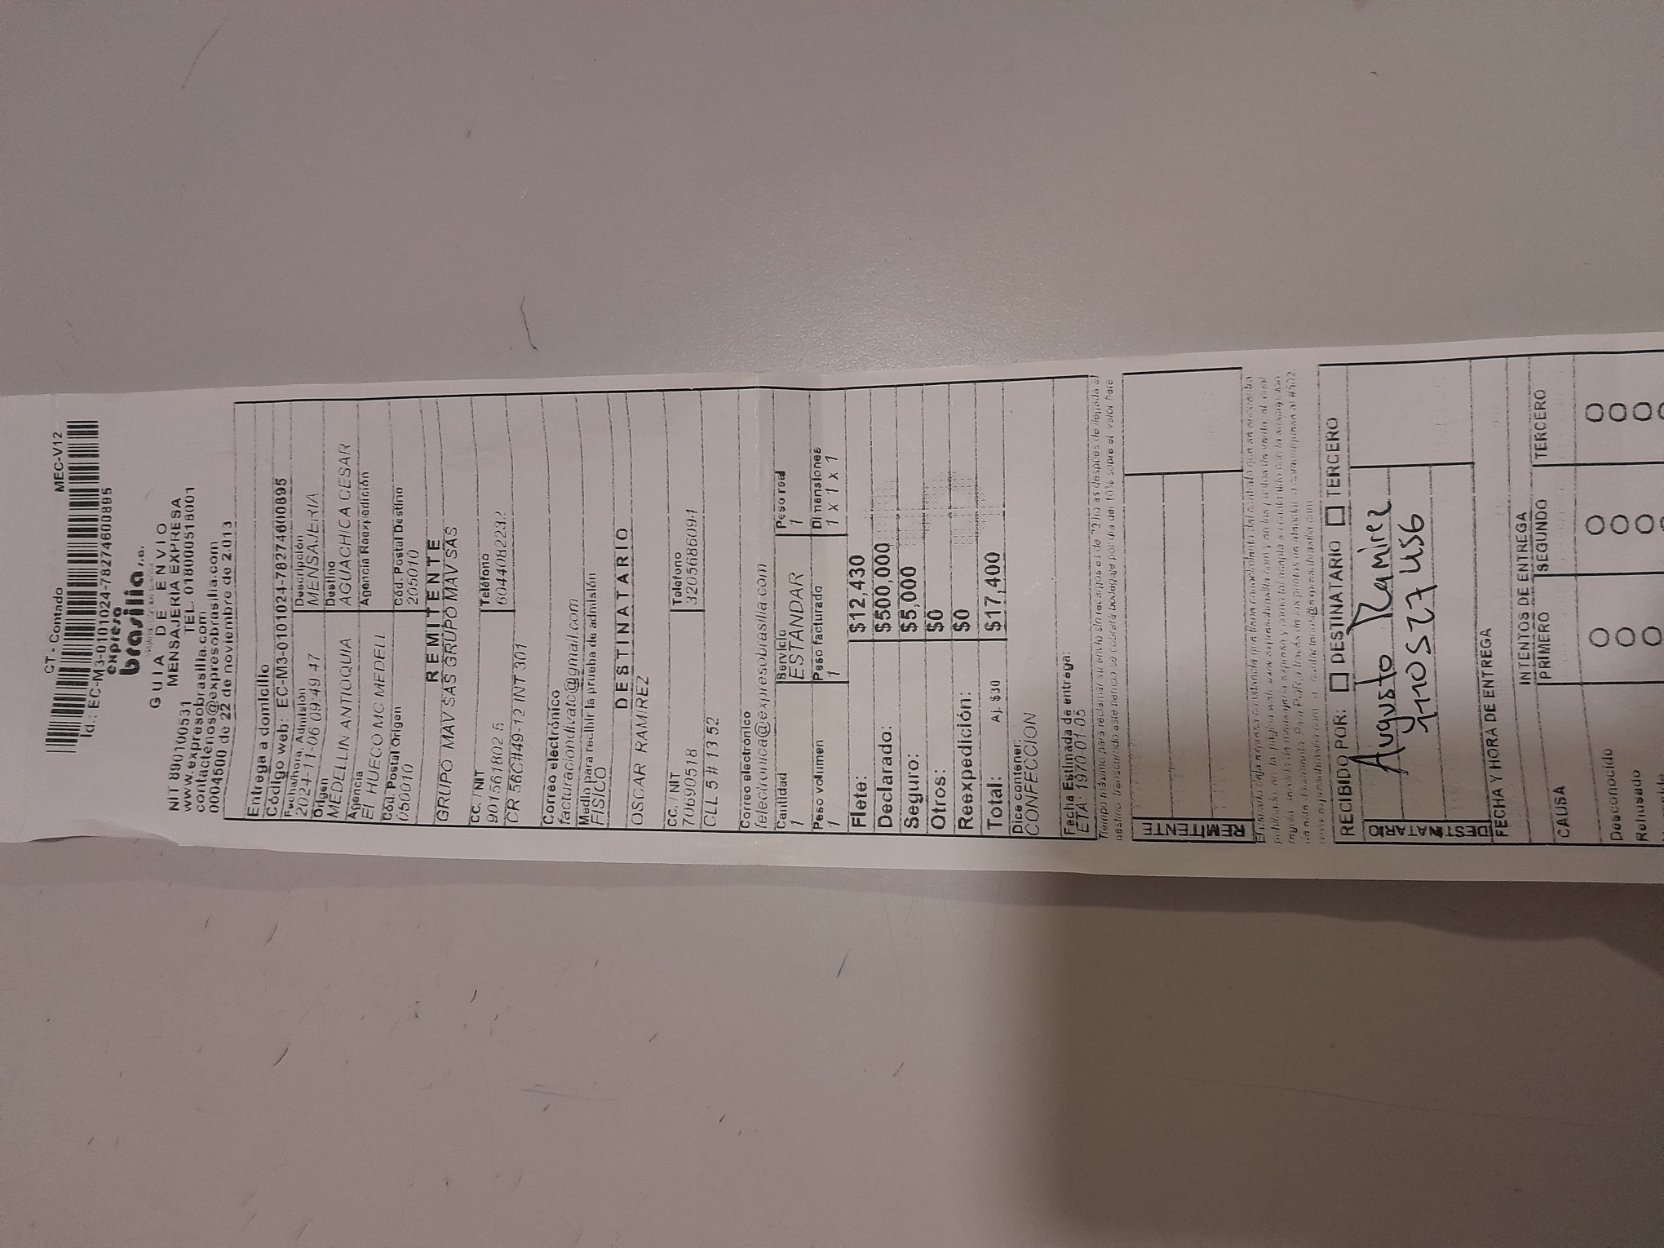 CT - Contado MEC-V12
Id.: EC-M3-0101024-78274600895
expreso
brasilia s.a.
GUIA DE ENVIO
NIT 890100531 MENSAJERIA EXPRESA
www.expresobrasilia.com TEL. 018000518001
contactenos@expresobrasilia.com
0004500 de 22 de noviembre de 2.013
Entrega a domicilio
Código web: EC-M3-0101024-78274600895
Fecha/hora. Admisión Descripción
2024-11-06 09:49:47 MENSAJERIA
Origen Destino
MEDELLIN ANTIOQUIA AGUACHICA CESAR
Agencia Agencia Reexpedición
El HUECO MC MEDELL
Cód. Postal Origen Cód. Postal Destino
050010 205010
REMITENTE
GRUPO MAV SAS GRUPO MAV SAS
CC. / NIT Teléfono
901561802 5 6044082232
CR 56C#49-12 INT 301
Correo electrónico
facturaciondivatc@gmail.com
Medio para recibir la prueba de admisión
FISICO
DESTINATARIO
OSCAR RAMIREZ
CC. / NIT Teléfono
70690518 3205686091
CLL 5 # 13 52
Correo electrónico
felectronica@expresobrasilia.com
Cantidad Servicio Peso real
1 ESTANDAR 1
Peso volumen Peso facturado Dimensiones
1 1 1 x 1 x 1
Flete: $12,430
Declarado: $500,000
Seguro: $5,000
Otros: $0
Reexpedición: $0
Total: Aj. $30 $17,400
Dice contener:
CONFECCION
Fecha Estimada de entrega:
ETA: 1970 01 05
REMITENTE
RECIBIDO POR: DESTINATARIO TERCERO
DESTINATARIO
Augusto Ramirez
FECHA Y HORA DE ENTREGA
INTENTOS DE ENTREGA
CAUSA PRIMERO SEGUNDO TERCERO
Desconocido
Rehusado